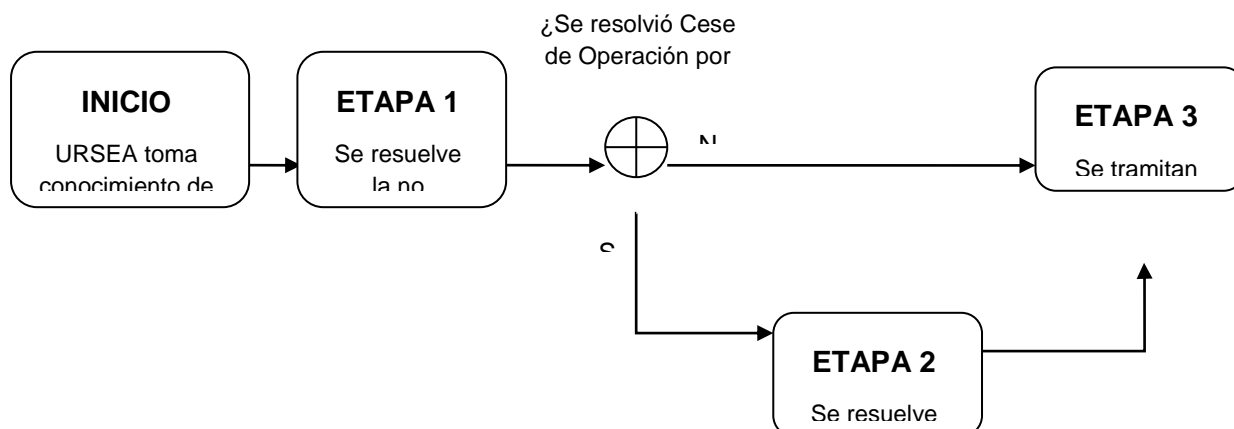 ¿Se resolvió Cese
de Operación por
INICIO
URSEA toma
conocimiento de
ETAPA 1
Se resuelve
la no
N
ETAPA 3
Se tramitan
S
ETAPA 2
Se resuelve